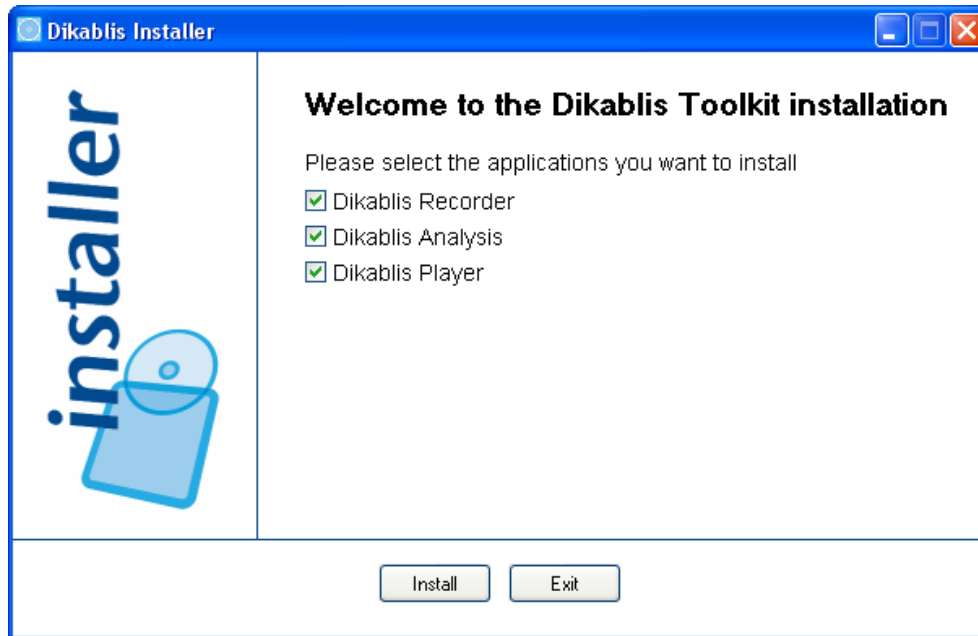 Dikablis Installer
installer
Welcome to the Dikablis Toolkit installation
Please select the applications you want to install
Dikablis Recorder
Dikablis Analysis
Dikablis Player
Install
Exit